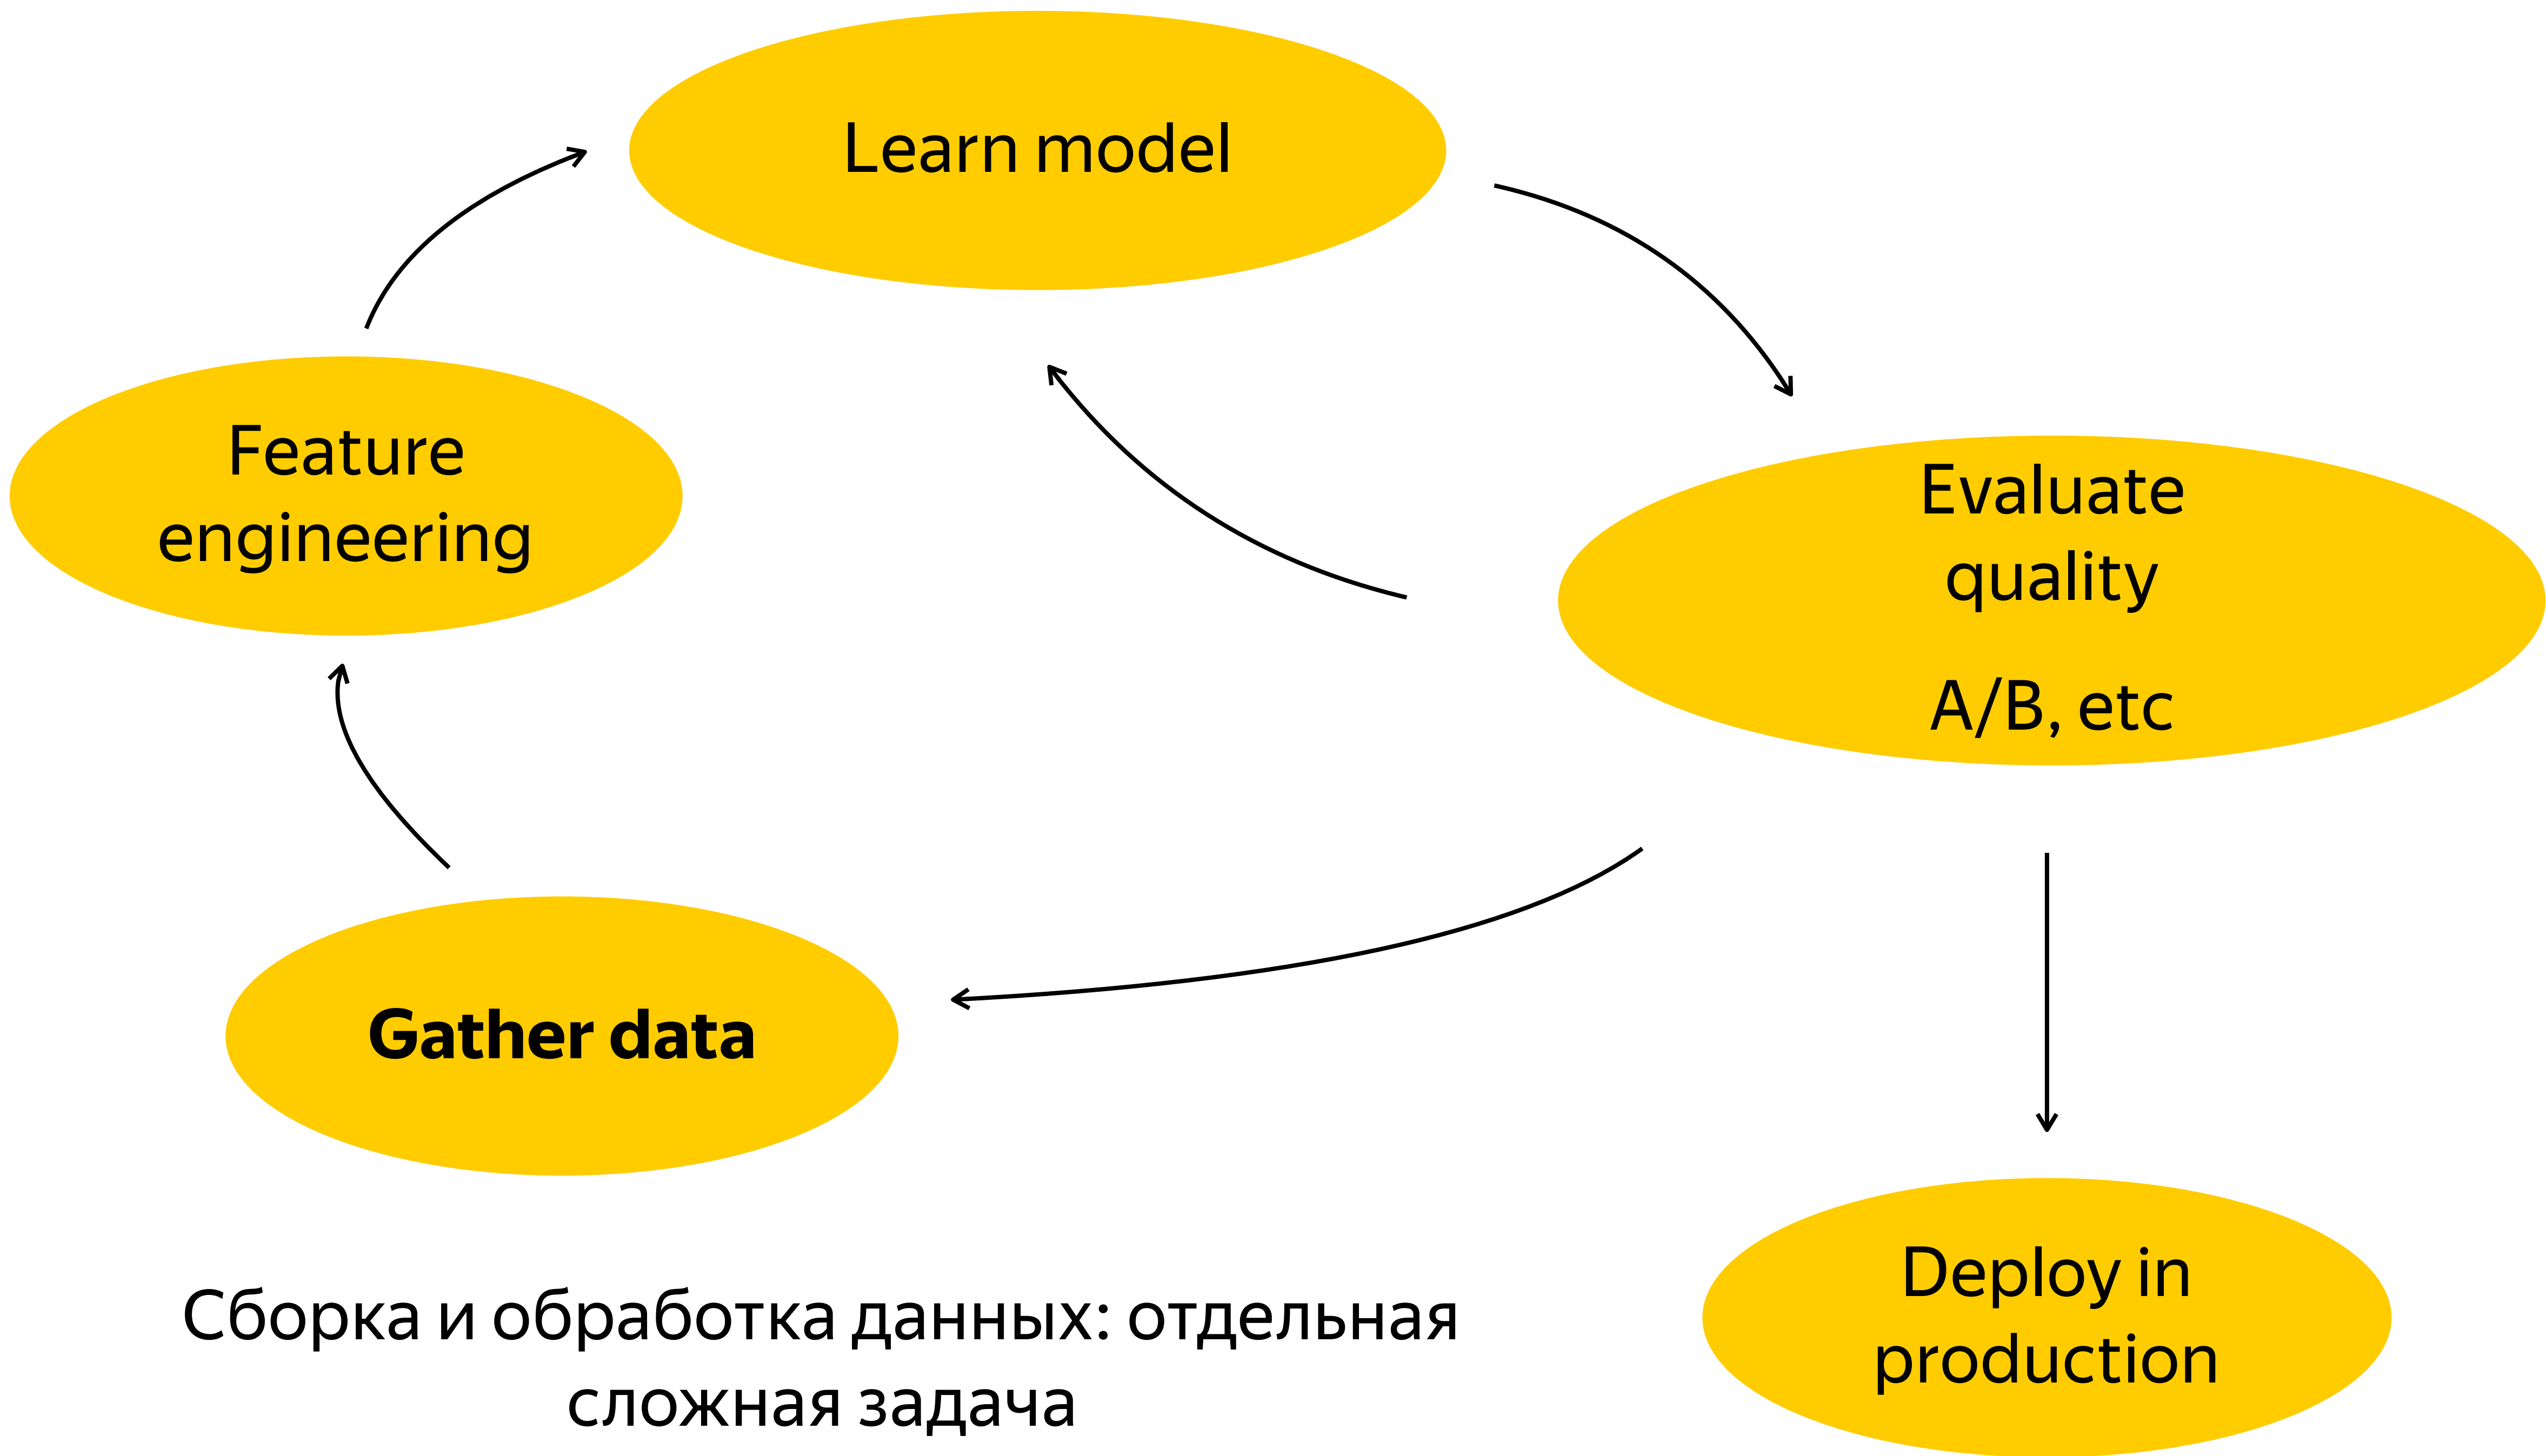 Learn model
Feature
engineering
Evaluate
quality
A/B, etc
Gather data
Deploy in
production
Сборка и обработка данных: отдельная
сложная задача